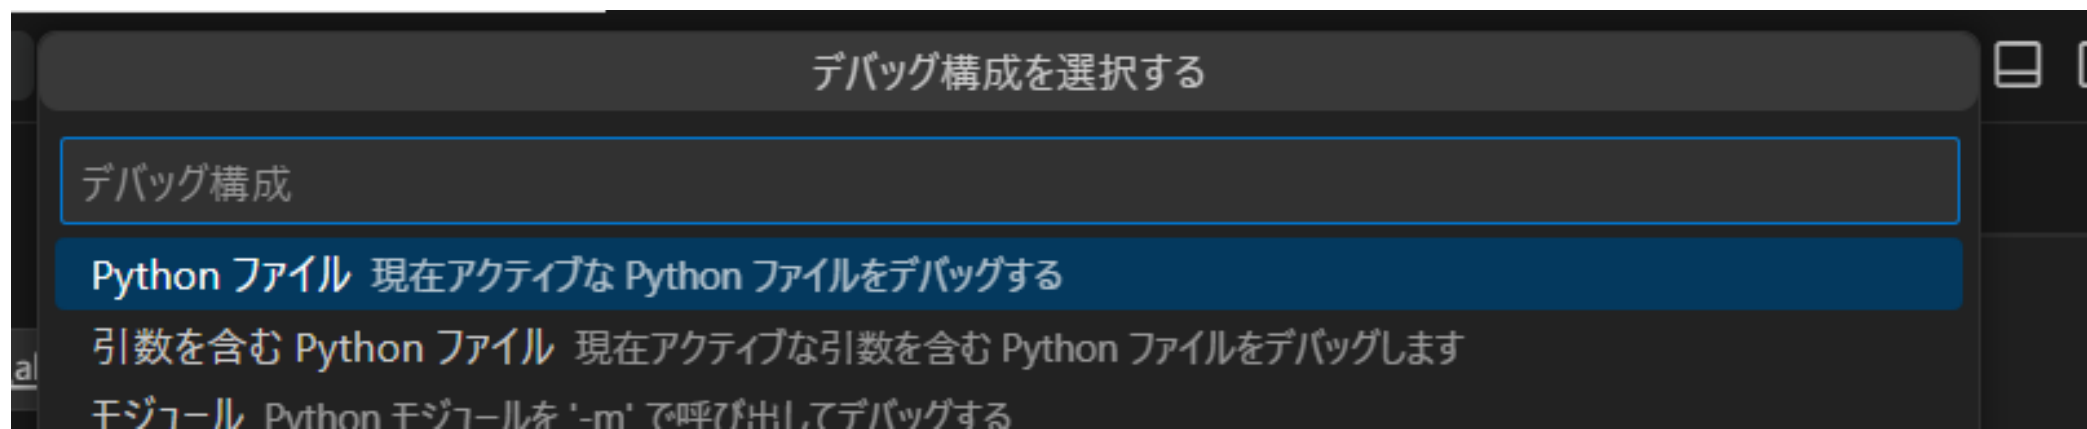 デバッグ構成を選択する
デバッグ構成
Python ファイル 現在アクティブな Python ファイルをデバッグする
引数を含む Python ファイル 現在アクティブな引数を含む Python ファイルをデバッグします
al
モジュール Python モジュールを '-m' で呼び出してデバッグする